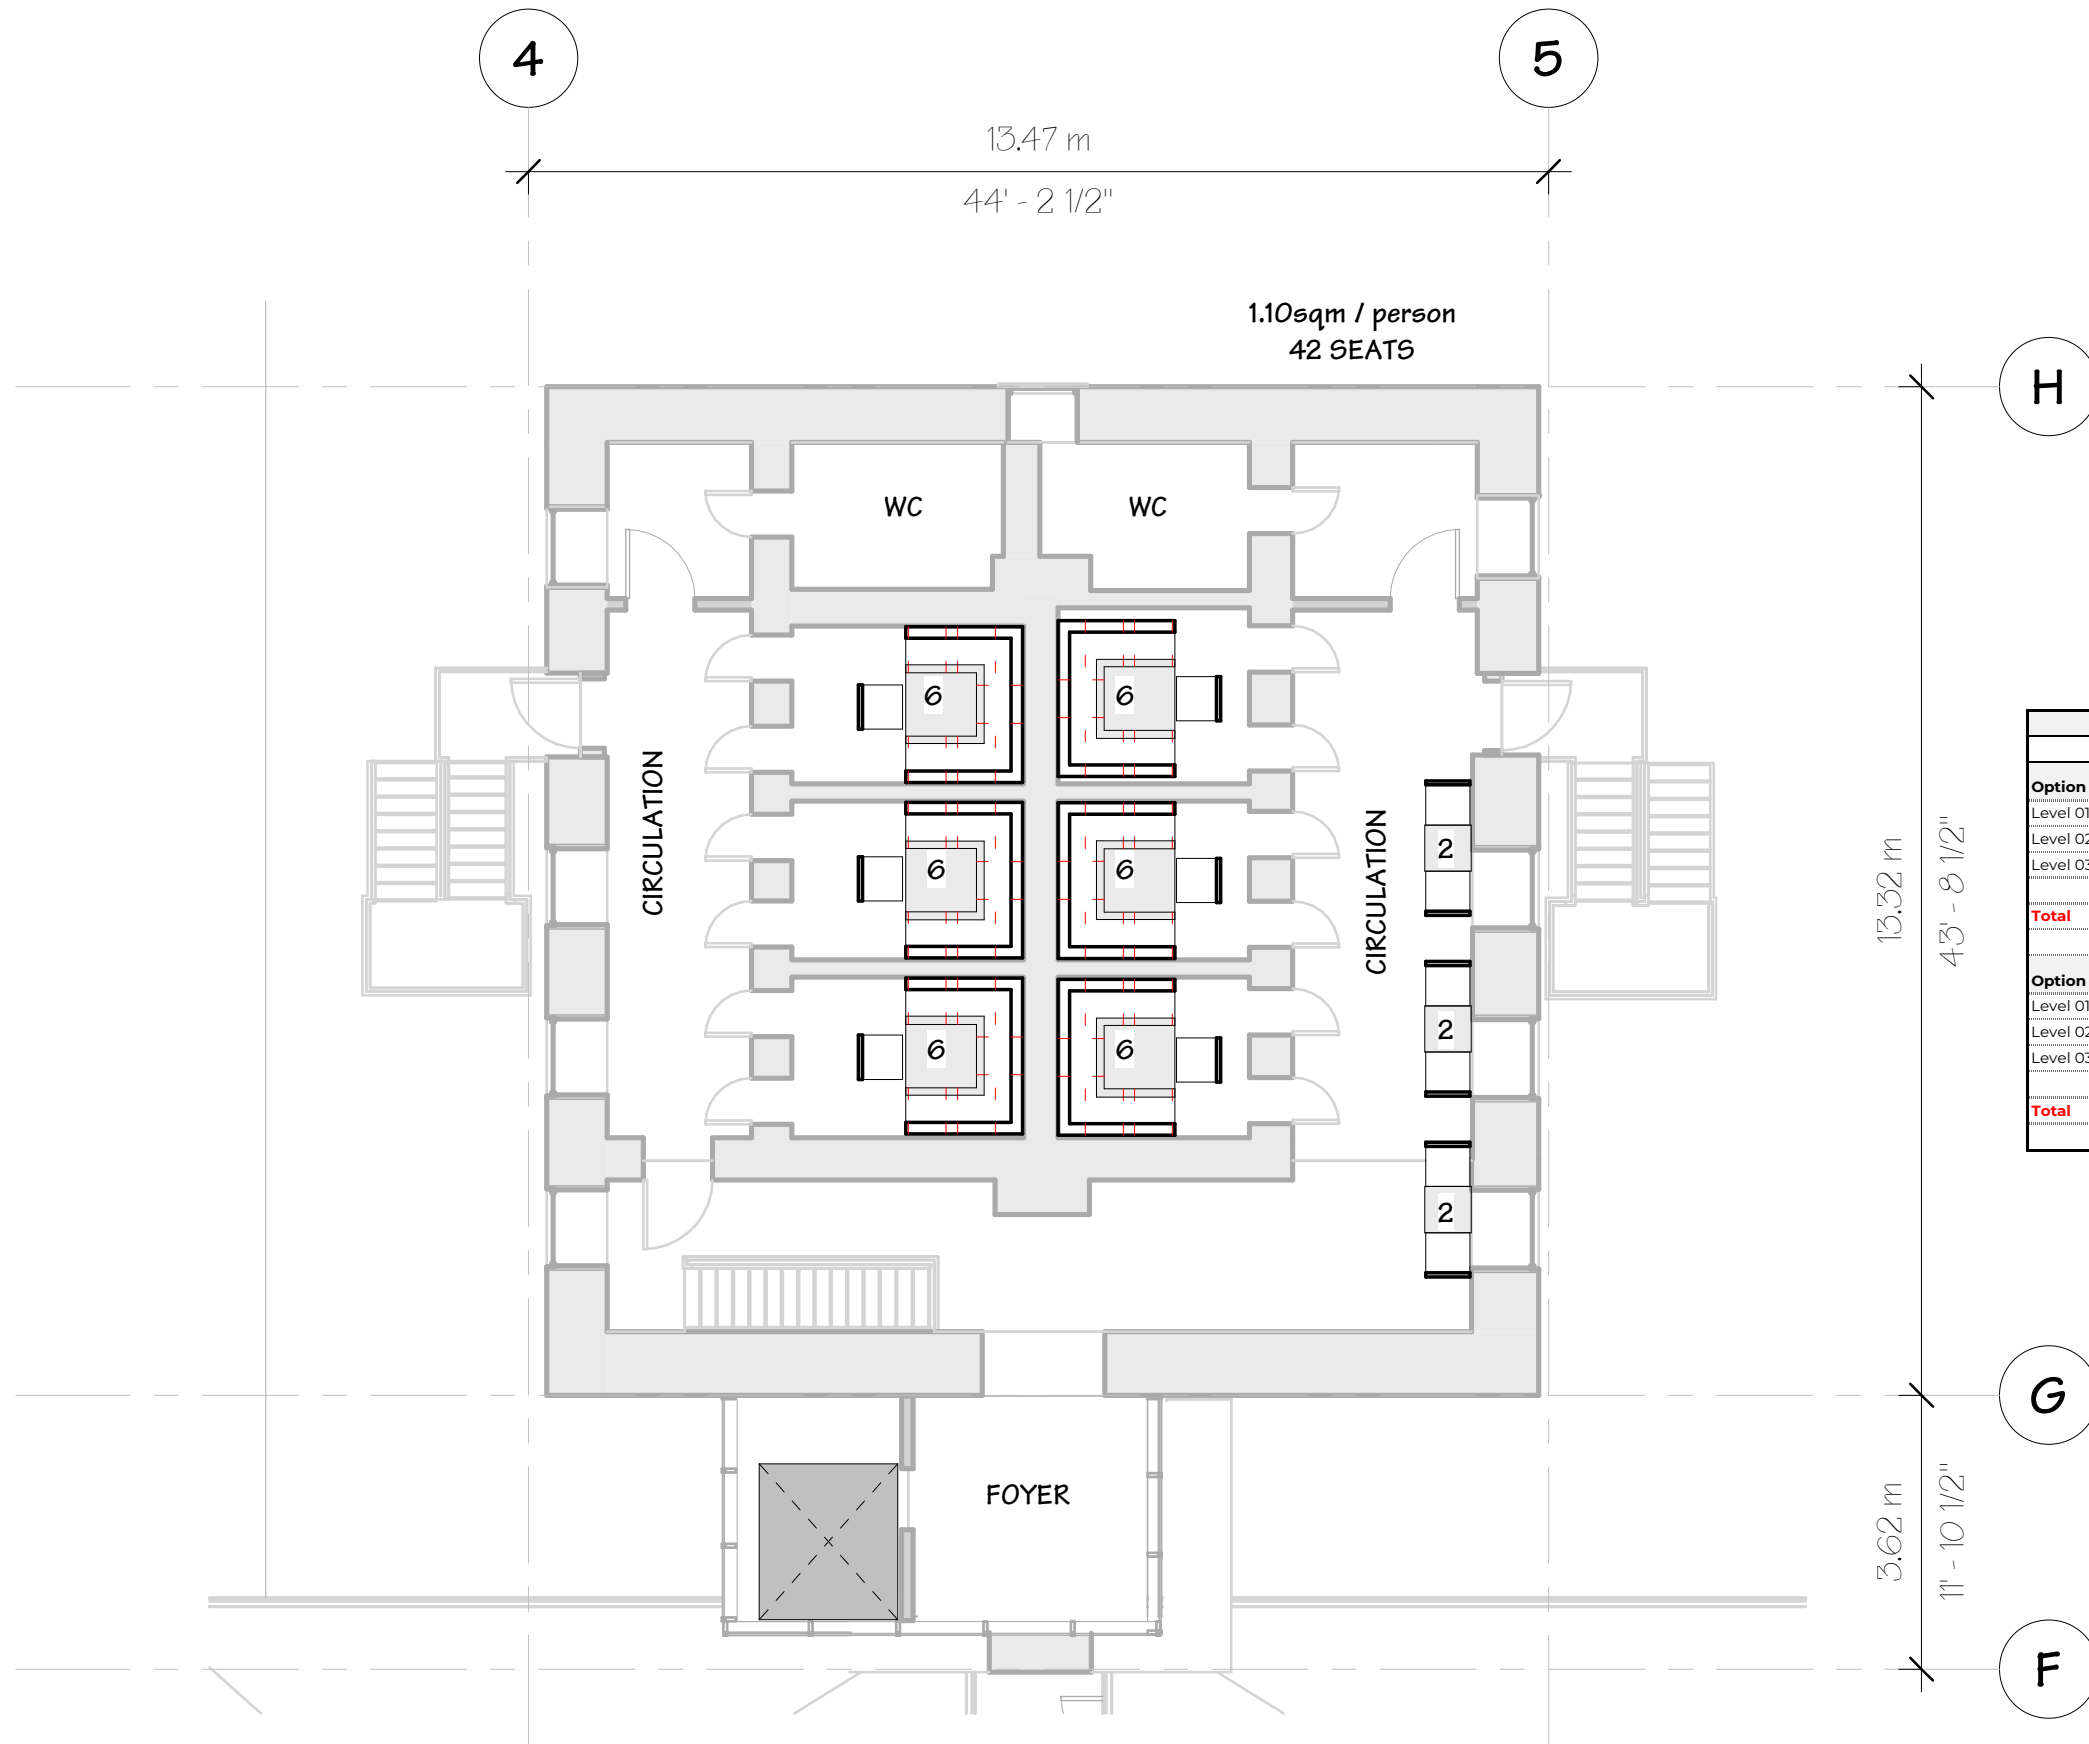 4
5
13.47 m
44' - 2 1/2"
1.10sqm / person
42 SEATS
H
WC
WC
6
6
CIRCULATION
CIRCULATION
2
6
6
2
6
6
2
13.32 m
43' - 8 1/2"
Option
Level 01
Level 02
Level 03
Total
Option
Level 01
Level 02
Level 03
Total
G
FOYER
3.62 m
11' - 10 1/2"
F